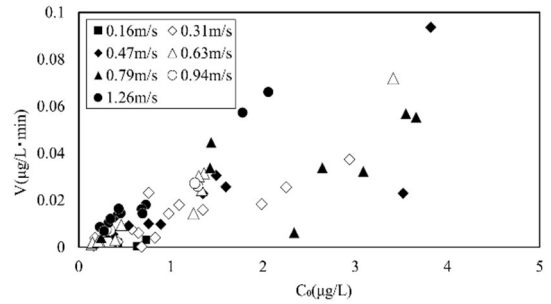 0.1
0.08
0.06
0.04
0.02
0
V(μg/L・min)
0.16m/s 0.31m/s
0.47m/s 0.63m/s
0.79m/s 0.94m/s
1.26m/s
0 1 2 3 4 5
C₀(μg/L)